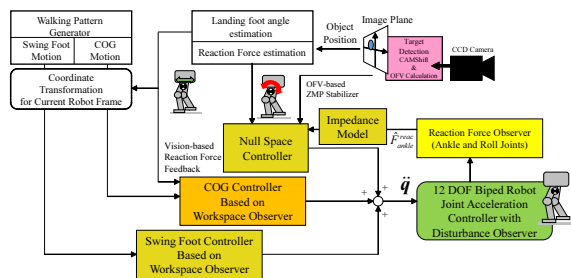 Walking Pattern
Generator
Swing Foot
Motion
COG
Motion
Coordinate
Transformation
for Current Robot Frame
Landing foot angle
estimation
Reaction Force estimation
Object
Position
Image Plane
Target
Detection
CAMShift
&
OFV Calculation
CCD Camera
OFV-based
ZMP Stabilizer
Vision-based
Reaction Force
Feedback
Null Space
Controller
Impedance
Model
F̂ reac
ankle
Reaction Force Observer
(Ankle and Roll Joints)
COG Controller
Based on
Workspace Observer
+
+
+
q̈
12 DOF Biped Robot
Joint Acceleration
Controller with
Disturbance Observer
Swing Foot Controller
Based on
Workspace Observer